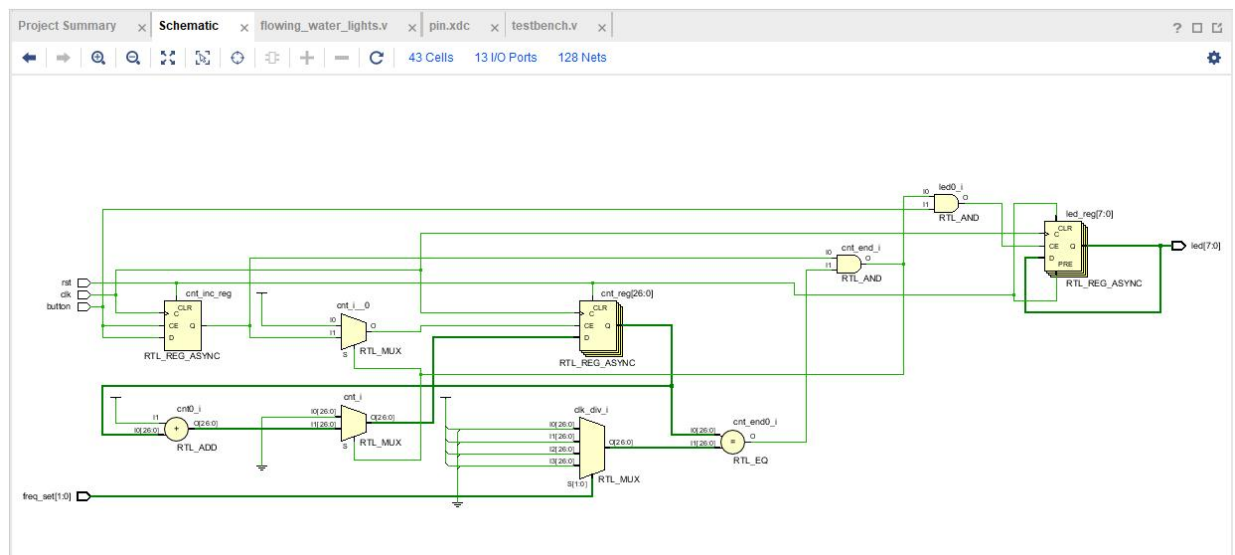 Project Summary × Schematic × flowing_water_lights.v × pin.xdc × testbench.v × ?
43 Cells 13 I/O Ports 128 Nets
led0_i
I0 O
I1
RTL_AND
led_reg[7:0]
CLR
C
CE Q
D
PRE
RTL_REG_ASYNC
led[7:0]
cnt_end_i
I0 O
I1
RTL_AND
rst
clk
button
cnt_inc_reg
CLR
C
CE Q
D
RTL_REG_ASYNC
cnt_i__0
I0 O
I1
S RTL_MUX
cnt_reg[26:0]
CLR
C
CE Q
D
RTL_REG_ASYNC
cnt0_i
I1 O[26:0]
I0[26:0]
+
RTL_ADD
cnt_i
I0[26:0] O[26:0]
I1[26:0]
S RTL_MUX
clk_div_i
I0[26:0]
I1[26:0] O[26:0]
I2[26:0]
I3[26:0]
S[1:0] RTL_MUX
cnt_end0_i
I0[26:0] O
I1[26:0]
=
RTL_EQ
freq_set[1:0]